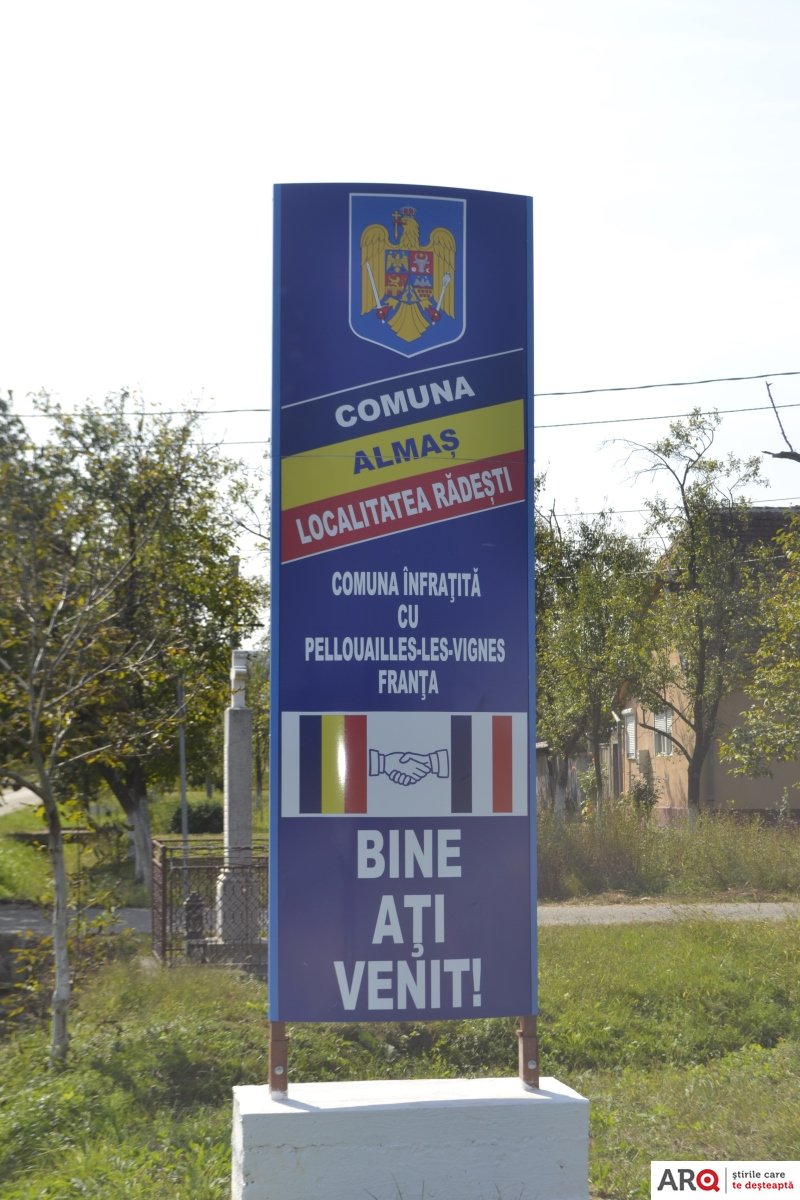 COMUNA
ALMAȘ
LOCALITATEA RĂDEȘTI
COMUNA ÎNFRAŢITĂ
CU
PELLOUAILLES-LES-VIGNES
FRANŢA
BINE
AŢI
VENIT!
ARQ știrile care
te deșteaptă